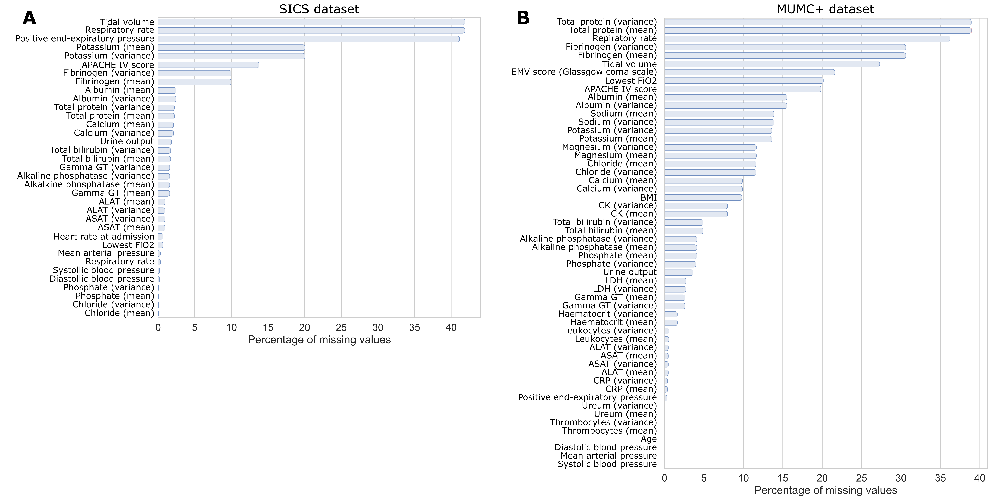 A
SICS dataset
Tidal volume
Respiratory rate
Positive end-expiratory pressure
Potassium (mean)
Potassium (variance)
APACHE IV score
Fibrinogen (variance)
Fibrinogen (mean)
Albumin (mean)
Albumin (variance)
Total protein (variance)
Total protein (mean)
Calcium (mean)
Calcium (variance)
Urine output
Total bilirubin (variance)
Total bilirubin (mean)
Gamma GT (variance)
Alkaline phosphatase (variance)
Alkalkine phosphatase (mean)
Gamma GT (mean)
ALAT (mean)
ALAT (variance)
ASAT (variance)
ASAT (mean)
Heart rate at admission
Lowest FiO2
Mean arterial pressure
Respiratory rate
Systollic blood pressure
Diastollic blood pressure
Phosphate (variance)
Phosphate (mean)
Chloride (variance)
Chloride (mean)
0 5 10 15 20 25 30 35 40
Percentage of missing values
B
MUMC+ dataset
Total protein (variance)
Total protein (mean)
Repiratory rate
Fibrinogen (variance)
Fibrinogen (mean)
Tidal volume
EMV score (Glassgow coma scale)
Lowest FiO2
APACHE IV score
Albumin (mean)
Albumin (variance)
Sodium (mean)
Sodium (variance)
Potassium (variance)
Potassium (mean)
Magnesium (variance)
Magnesium (mean)
Chloride (mean)
Chloride (variance)
Calcium (mean)
Calcium (variance)
BMI
CK (variance)
CK (mean)
Total bilirubin (variance)
Total bilirubin (mean)
Alkaline phosphatase (variance)
Alkaline phosphatase (mean)
Phosphate (mean)
Phosphate (variance)
Urine output
LDH (mean)
LDH (variance)
Gamma GT (mean)
Gamma GT (variance)
Haematocrit (variance)
Haematocrit (mean)
Leukocytes (variance)
Leukocytes (mean)
ALAT (variance)
ASAT (mean)
ASAT (variance)
ALAT (mean)
CRP (variance)
CRP (mean)
Positive end-expiratory pressure
Ureum (variance)
Ureum (mean)
Thrombocytes (variance)
Thrombocytes (mean)
Age
Diastolic blood pressure
Mean arterial pressure
Systolic blood pressure
0 5 10 15 20 25 30 35 40
Percentage of missing values